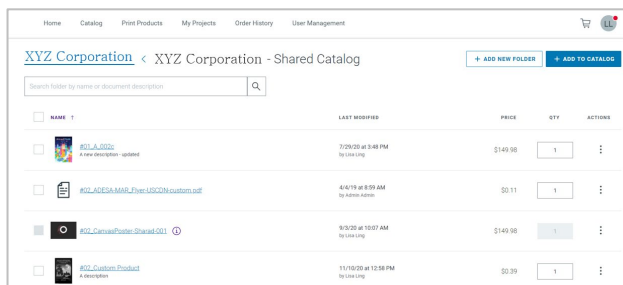 Home Catalog Print Products My Projects Order History User Management
LL
XYZ Corporation < XYZ Corporation - Shared Catalog
+ ADD NEW FOLDER + ADD TO CATALOG
Search folder by name or document description
NAME ↑ LAST MODIFIED PRICE QTY ACTIONS
#01_A_002c 7/29/20 at 3:48 PM $149.98 1
A new description - updated by Lisa Ling
#02_ADESA-MAR_Flyer-USCDN-custom.pdf 4/4/19 at 8:59 AM $0.11 1
by Admin Admin
#02_CanvasPoster-Sharad-001 i 9/3/20 at 10:07 AM $149.98 1
by Lisa Ling
#02_Custom Product 11/10/20 at 12:58 PM $0.39 1
A description by Lisa Ling